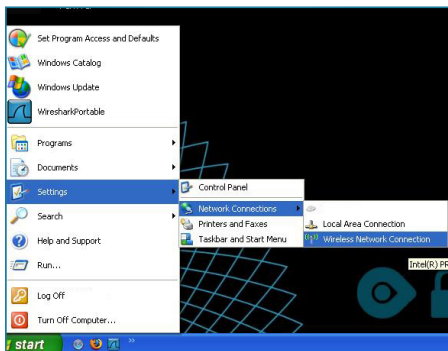 Set Program Access and Defaults
Windows Catalog
Windows Update
WiresharkPortable
Programs
Documents
Settings
Control Panel
Search
Network Connections
Printers and Faxes
Local Area Connection
Help and Support
Taskbar and Start Menu
Wireless Network Connection
Run...
Intel(R) PR
Log Off
Turn Off Computer...
start